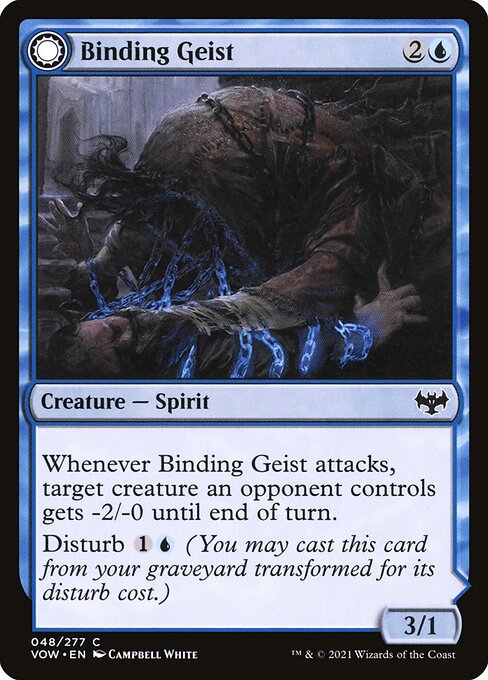 Binding Geist 2
Creature — Spirit
Whenever Binding Geist attacks,
target creature an opponent controls
gets -2/-0 until end of turn.
Disturb 1 (You may cast this card
from your graveyard transformed for its
disturb cost.)
3/1
048/277 C
VOW • EN Campbell White
™ & © 2021 Wizards of the Coast